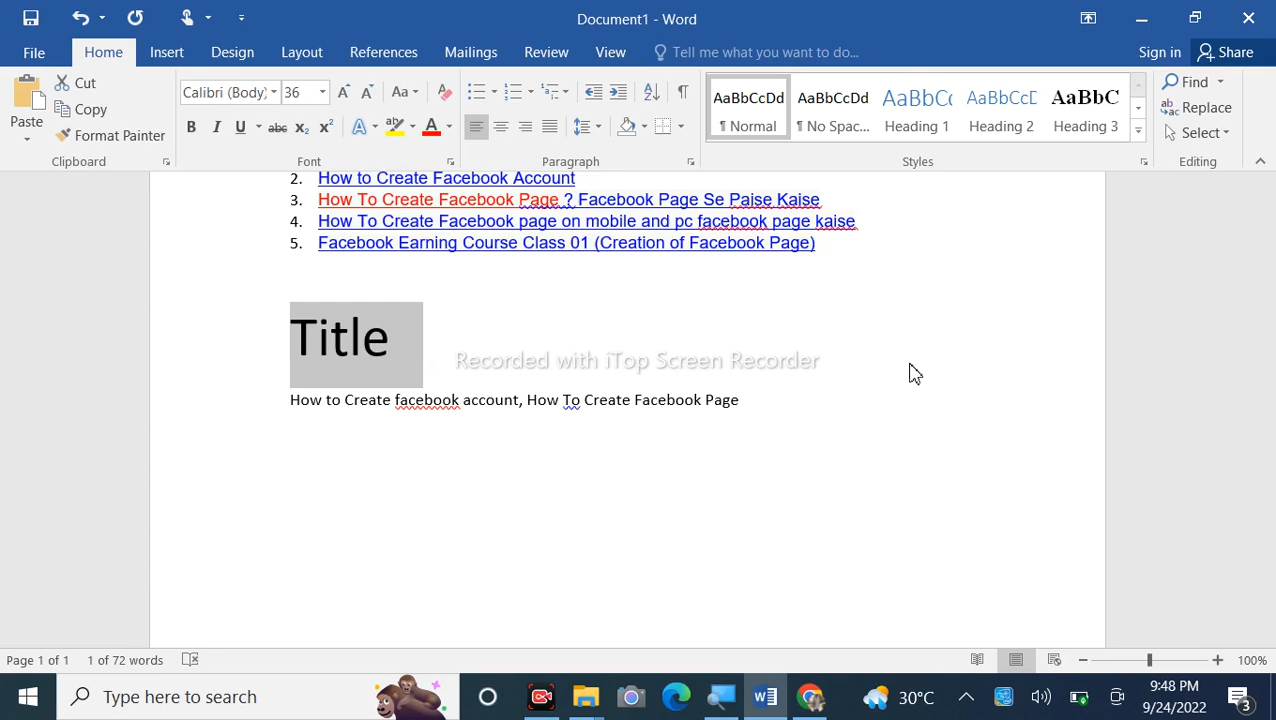 Document1 - Word
File Home Insert Design Layout References Mailings Review View Tell me what you want to do... Sign in Share
Paste Cut Copy Format Painter Clipboard
Calibri (Body) 36 Aa B I U abc X₂ X² A A Font
Paragraph
AaBbCcDd AaBbCcDd AaBbCc AaBbCcD AaBbC
¶ Normal ¶ No Spac... Heading 1 Heading 2 Heading 3
Styles
Find Replace Select Editing
2. How to Create Facebook Account
3. How To Create Facebook Page ? Facebook Page Se Paise Kaise
4. How To Create Facebook page on mobile and pc facebook page kaise
5. Facebook Earning Course Class 01 (Creation of Facebook Page)
Title
Recorded with iTop Screen Recorder
How to Create facebook account, How To Create Facebook Page
Page 1 of 1 1 of 72 words 100%
Type here to search 30°C 9:48 PM
9/24/2022 3